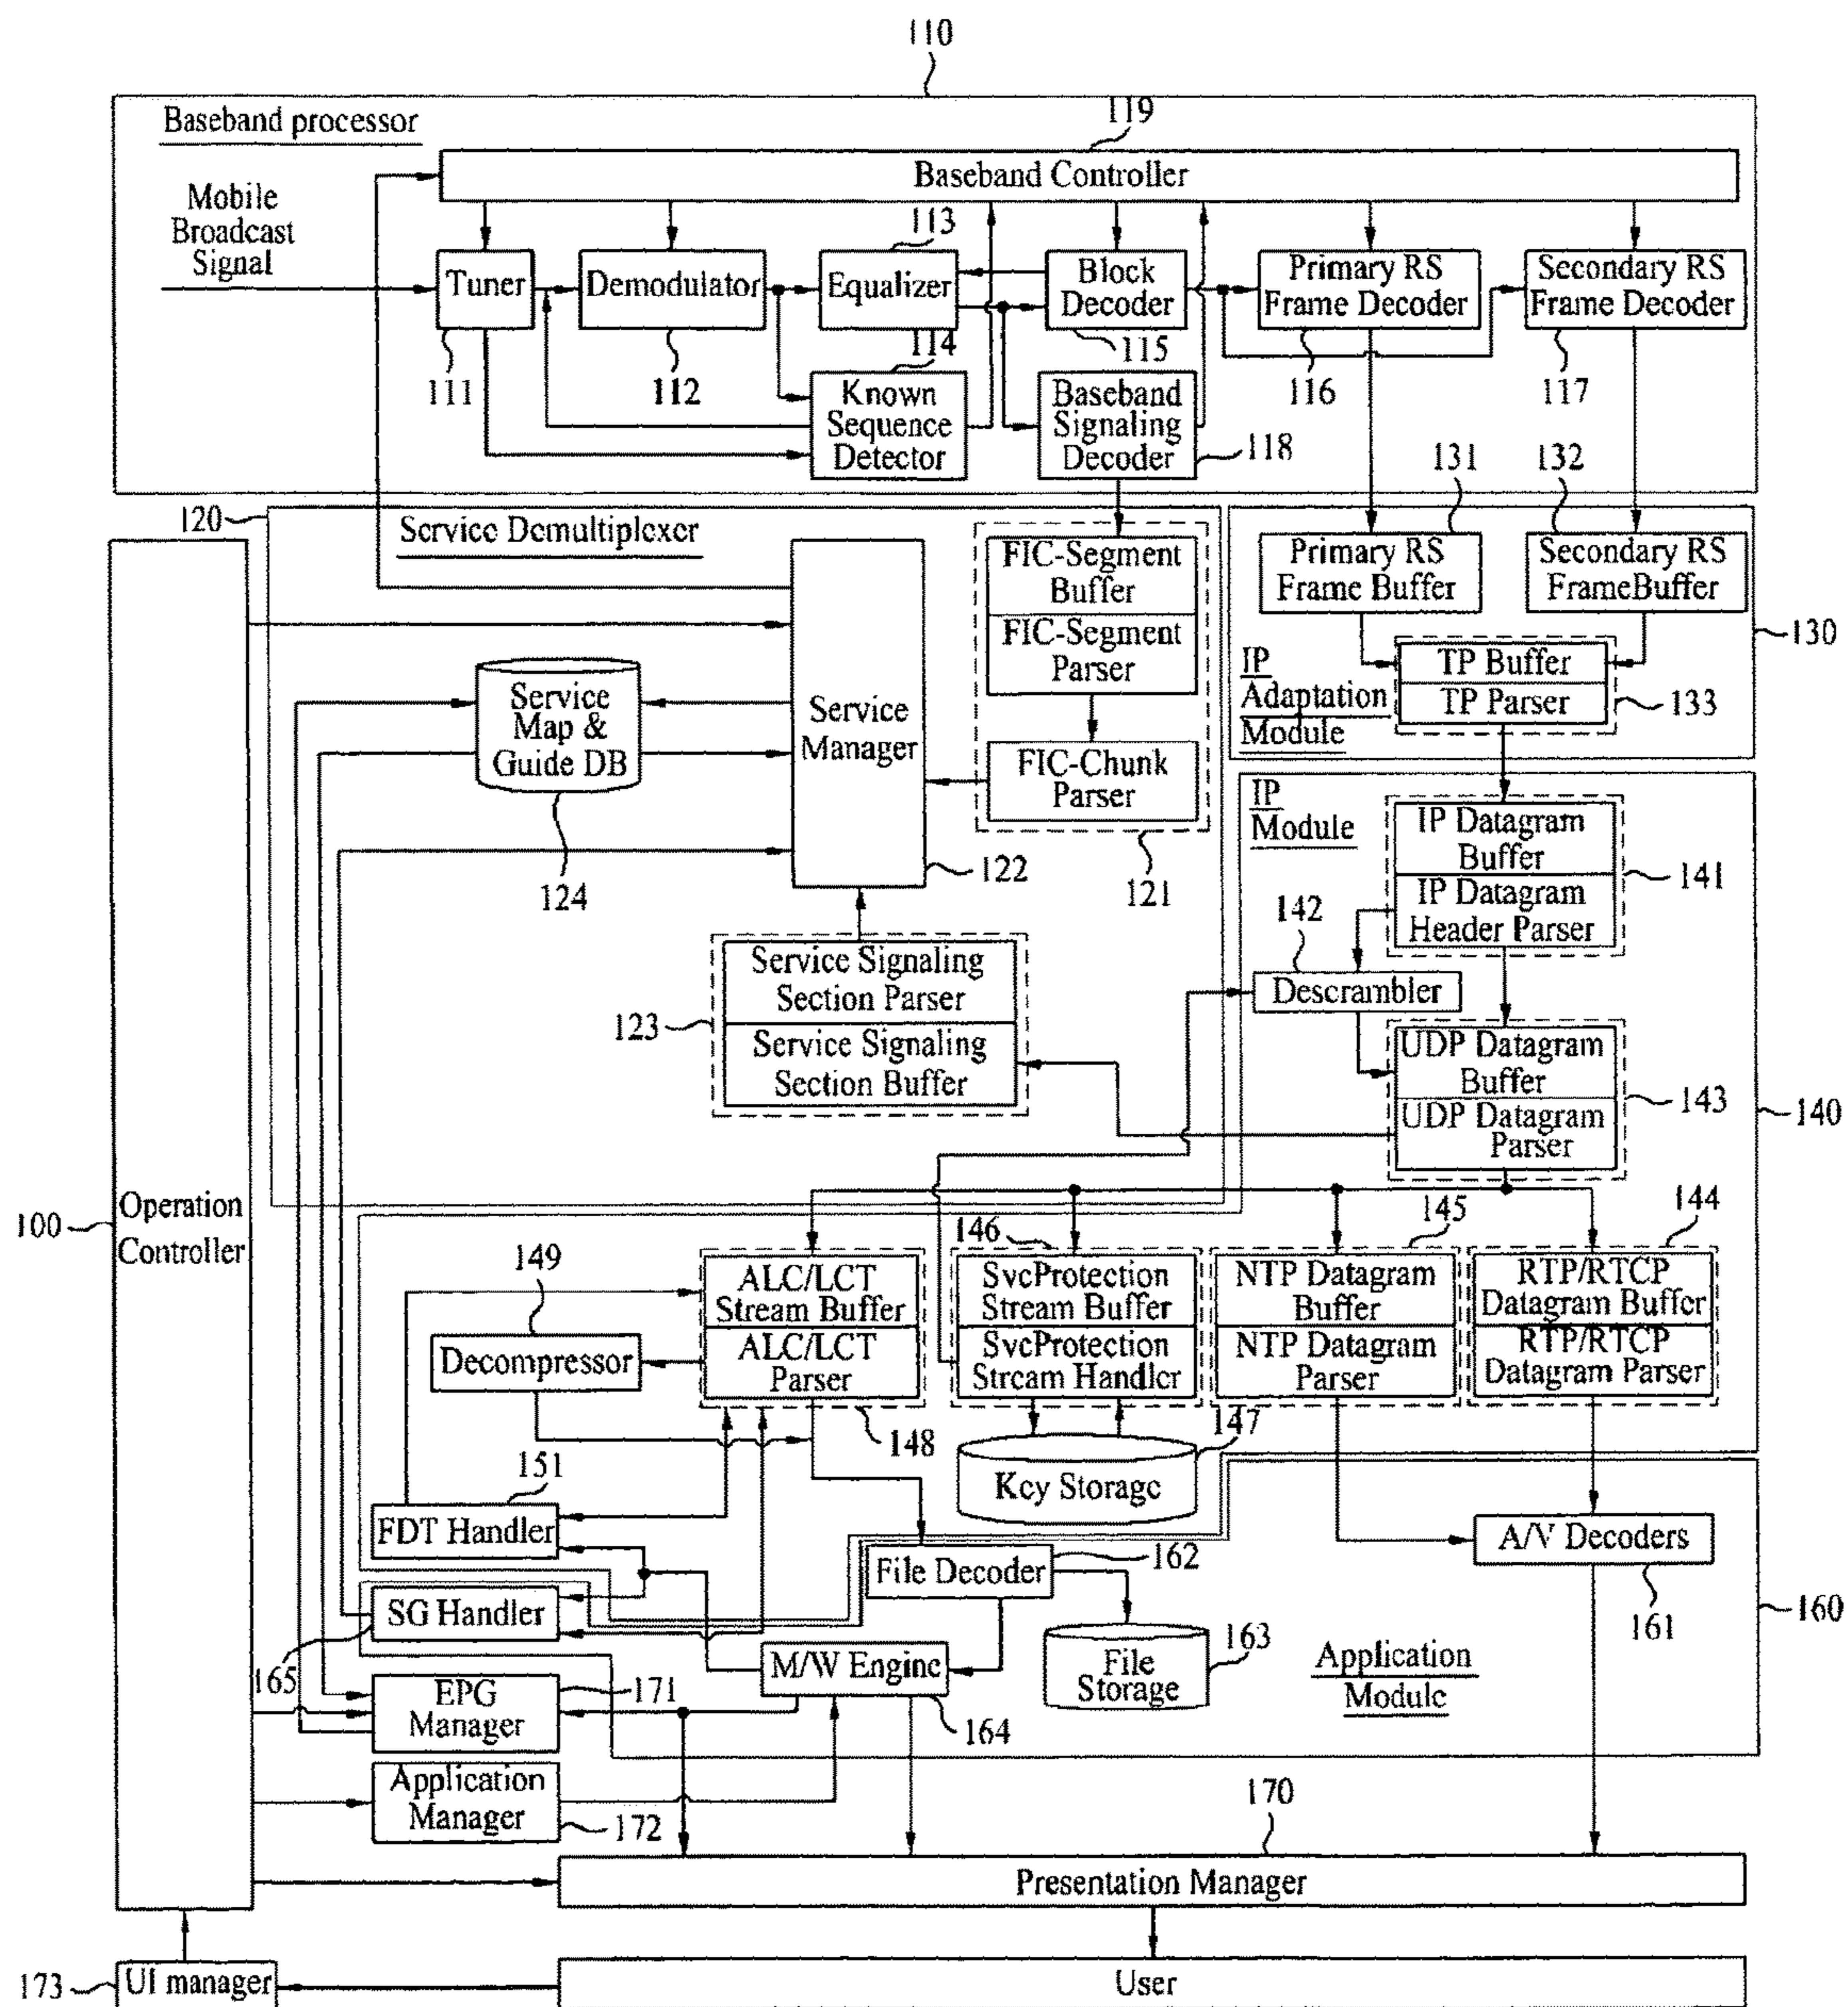 110
Baseband processor
119
Baseband Controller
Mobile
Broadcast
Signal
113
Tuner
Demodulator
Equalizer
Block
Decoder
Primary RS
Frame Decoder
Secondary RS
Frame Decoder
111
112
114
115
116
117
Known
Sequence
Detector
Baseband
Signaling
Decoder
118
131
132
120
Service Demultiplexer
FIC-Segment
Buffer
FIC-Segment
Parser
Primary RS
Frame Buffer
Secondary RS
FrameBuffer
130
IP
Adaptation
Module
TP Buffer
TP Parser
133
Service
Map &
Guide DB
Service
Manager
FIC-Chunk
Parser
124
122
121
IP
Module
IP Datagram
Buffer
IP Datagram
Header Parser
141
142
Descrambler
Service Signaling
Section Parser
Service Signaling
Section Buffer
123
UDP Datagram
Buffer
UDP Datagram
Parser
143
140
100
Operation
Controller
149
146
145
144
ALC/LCT
Stream Buffer
ALC/LCT
Parser
SvcProtection
Stream Buffer
SvcProtection
Stream Handler
NTP Datagram
Buffer
NTP Datagram
Parser
RTP/RTCP
Datagram Buffer
RTP/RTCP
Datagram Parser
Decompressor
148
147
Key Storage
151
FDT Handler
A/V Decoders
161
File Decoder
162
160
SG Handler
165
M/W Engine
164
File
Storage
163
Application
Module
EPG
Manager
171
Application
Manager
172
170
Presentation Manager
173
UI manager
User